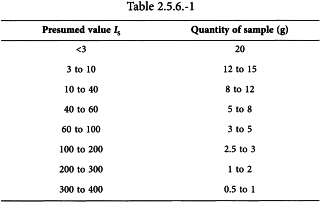 Table 2.5.6.-1
Presumed value Is Quantity of sample (g)
<3 20
3 to 10 12 to 15
10 to 40 8 to 12
40 to 60 5 to 8
60 to 100 3 to 5
100 to 200 2.5 to 3
200 to 300 1 to 2
300 to 400 0.5 to 1